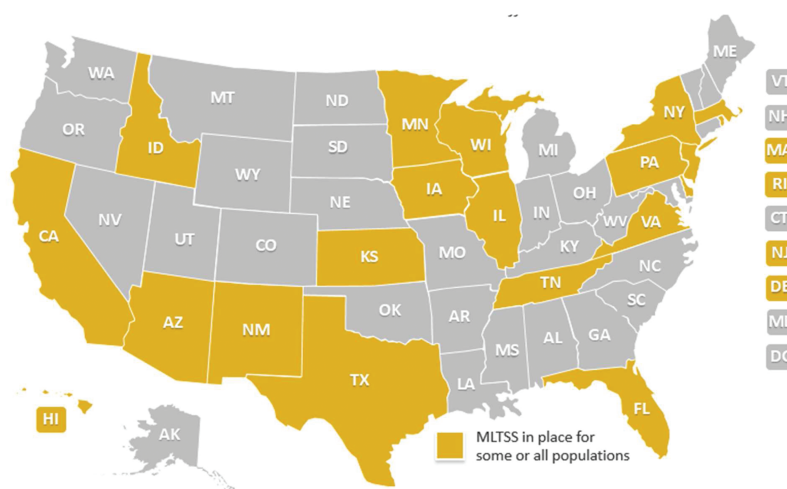 ME
WA
MT
ND
MN
VT
OR
ID
SD
WI
NY
NH
WY
MI
MA
IA
PA
NE
RI
NV
IL
IN
OH
CA
UT
CO
WV
VA
CT
KS
MO
KY
NJ
NC
TN
DE
AZ
NM
OK
AR
SC
MS
AL
GA
TX
LA
DC
HI
FL
AK
MLTSS in place for
some or all populations